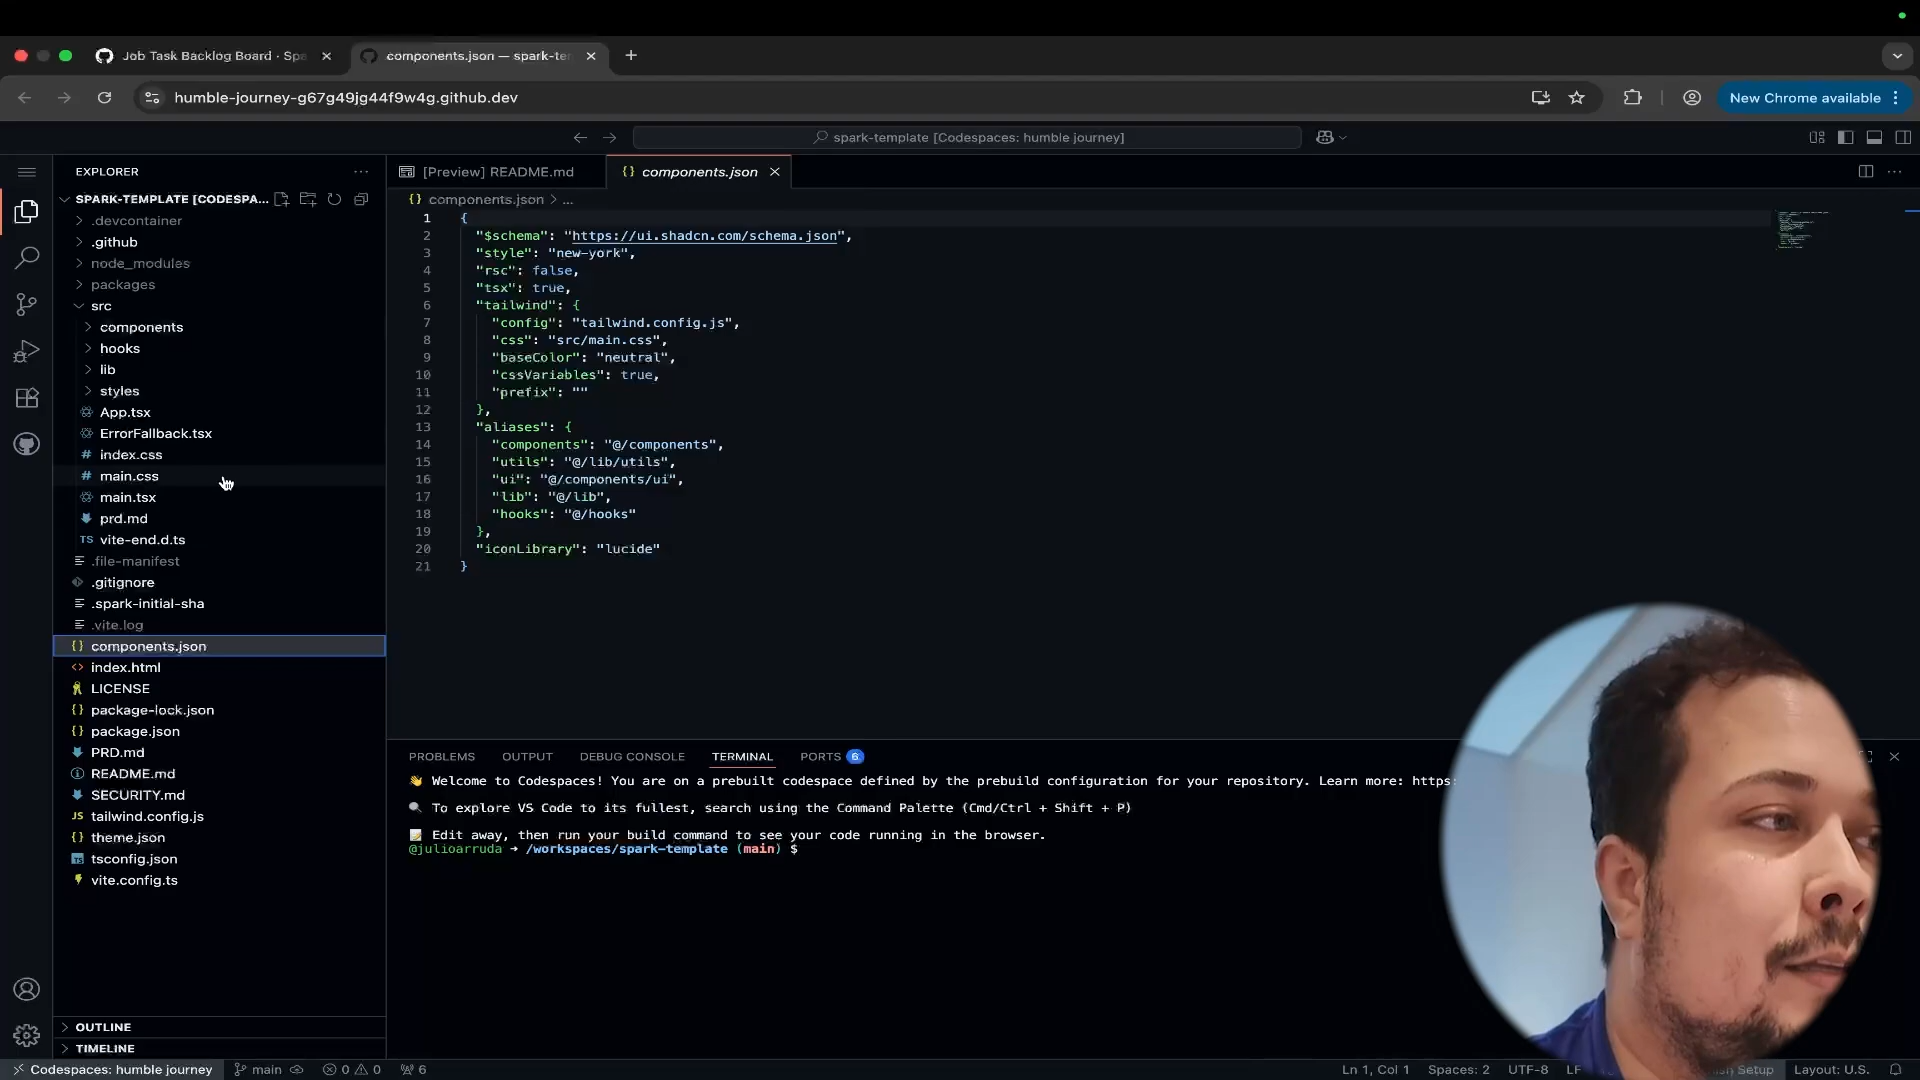 Job Task Backlog Board · Spa
components.json — spark-te
humble-journey-g67g49jg44f9w4g.github.dev
New Chrome available
spark-template [Codespaces: humble journey]
EXPLORER
[Preview] README.md
components.json
SPARK-TEMPLATE [CODESPA...
components.json > ...
.devcontainer
.github
node_modules
packages
src
components
hooks
lib
styles
App.tsx
ErrorFallback.tsx
index.css
main.css
main.tsx
prd.md
TS vite-end.d.ts
.file-manifest
.gitignore
.spark-initial-sha
.vite.log
components.json
index.html
LICENSE
package-lock.json
package.json
PRD.md
README.md
SECURITY.md
JS tailwind.config.js
theme.json
tsconfig.json
vite.config.ts
OUTLINE
TIMELINE
1 {
2 "$schema": "https://ui.shadcn.com/schema.json",
3 "style": "new-york",
4 "rsc": false,
5 "tsx": true,
6 "tailwind": {
7 "config": "tailwind.config.js",
8 "css": "src/main.css",
9 "baseColor": "neutral",
10 "cssVariables": true,
11 "prefix": ""
12 },
13 "aliases": {
14 "components": "@/components",
15 "utils": "@/lib/utils",
16 "ui": "@/components/ui",
17 "lib": "@/lib",
18 "hooks": "@/hooks"
19 },
20 "iconLibrary": "lucide"
21 }
PROBLEMS OUTPUT DEBUG CONSOLE TERMINAL PORTS 6
👋 Welcome to Codespaces! You are on a prebuilt codespace defined by the prebuild configuration for your repository. Learn more: https:
🔍 To explore VS Code to its fullest, search using the Command Palette (Cmd/Ctrl + Shift + P)
📝 Edit away, then run your build command to see your code running in the browser.
@julioarruda ➜ /workspaces/spark-template (main) $
Codespaces: humble journey main 0 0 6 Ln 1, Col 1 Spaces: 2 UTF-8 LF Setup Layout: U.S.